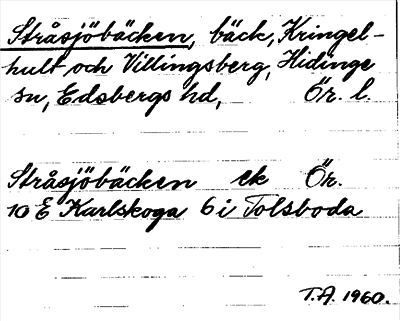 Stråsjöbäcken, bäck, Kringel-
hult och Villingsberg, Hidinge
sn, Edsbergs hd, Ör. l.
Stråsjöbäcken ek Ör.
10 E Karlskoga 6 i Tolsboda
T.A. 1960.